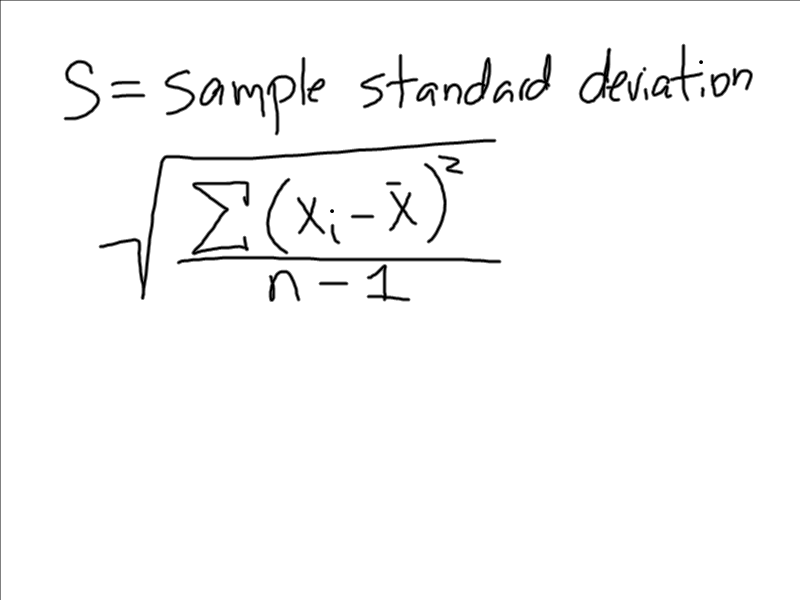 S = sample standard deviation
√(Σ(xᵢ - x̄)² / (n - 1))